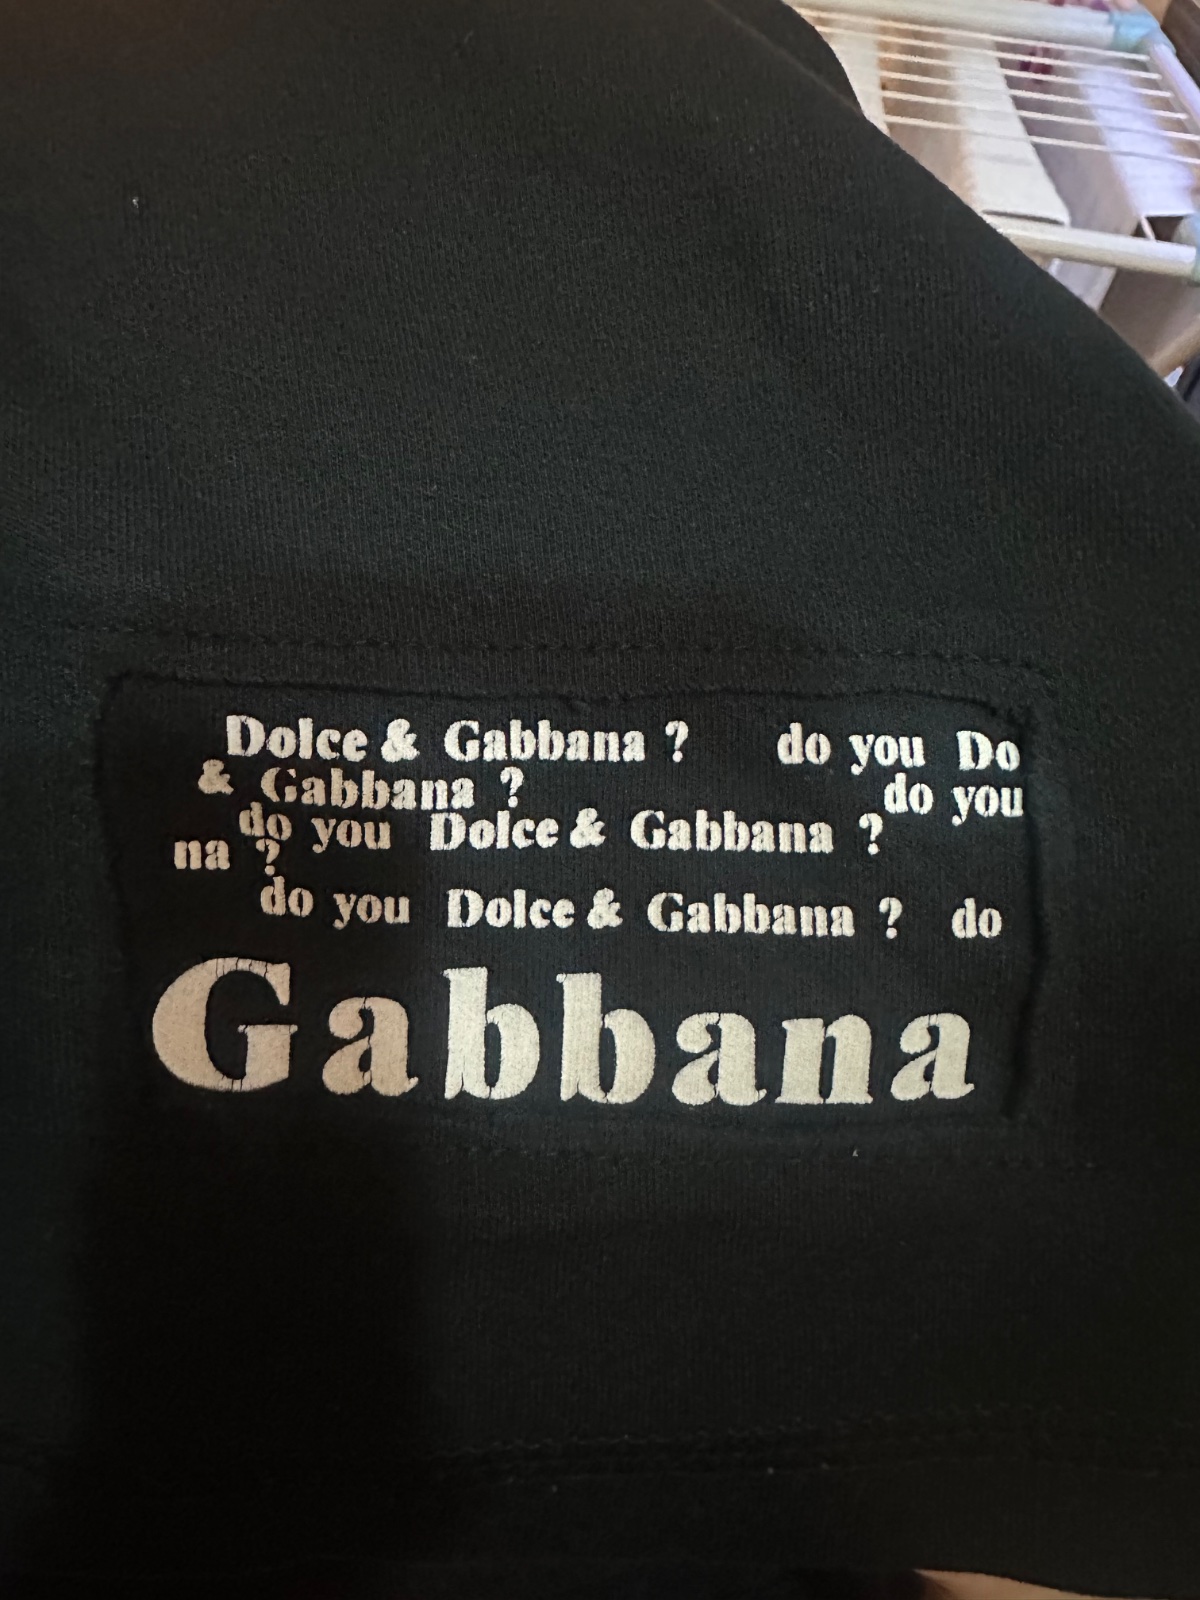 Dolce & Gabbana ? do you Do
& Gabbana ? do you
do you Dolce & Gabbana ?
na ?
do you Dolce & Gabbana ? do
Gabbana